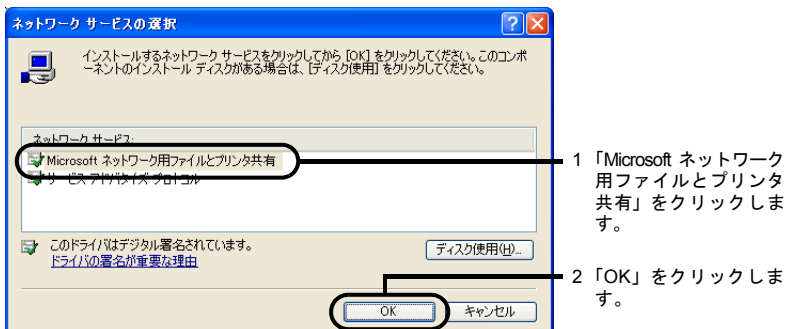 ネットワーク サービスの選択
インストールするネットワーク サービスをクリックしてから [OK] をクリックしてください。このコンポ
ーネントのインストール ディスクがある場合は、[ディスク使用] をクリックしてください。
ネットワーク サービス:
Microsoft ネットワーク用ファイルとプリンタ共有
サービス アドバタイズ プロトコル
このドライバはデジタル署名されています。
ドライバの署名が重要な理由
ディスク使用(H)...
OK
キャンセル
1 「Microsoft ネットワーク
用ファイルとプリンタ
共有」をクリックしま
す。
2 「OK」をクリックしま
す。